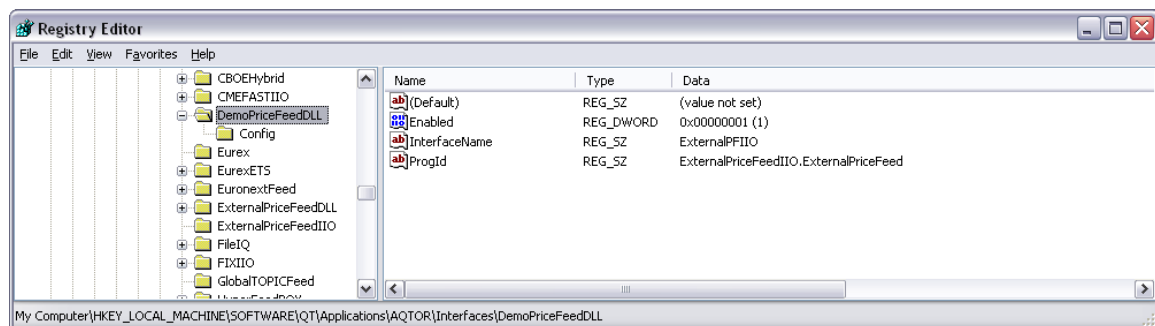 Registry Editor
File Edit View Favorites Help
CBOEHybrid
CMEFASTIIO
DemoPriceFeedDLL
Config
Eurex
EurexETS
EuronextFeed
ExternalPriceFeedDLL
ExternalPriceFeedIIO
FileIQ
FIXIIO
GlobalTOPICFeed
Name Type Data
(Default) REG_SZ (value not set)
Enabled REG_DWORD 0x00000001 (1)
InterfaceName REG_SZ ExternalPFIIO
ProgId REG_SZ ExternalPriceFeedIIO.ExternalPriceFeed
My Computer\HKEY_LOCAL_MACHINE\SOFTWARE\QT\Applications\AQTOR\Interfaces\DemoPriceFeedDLL